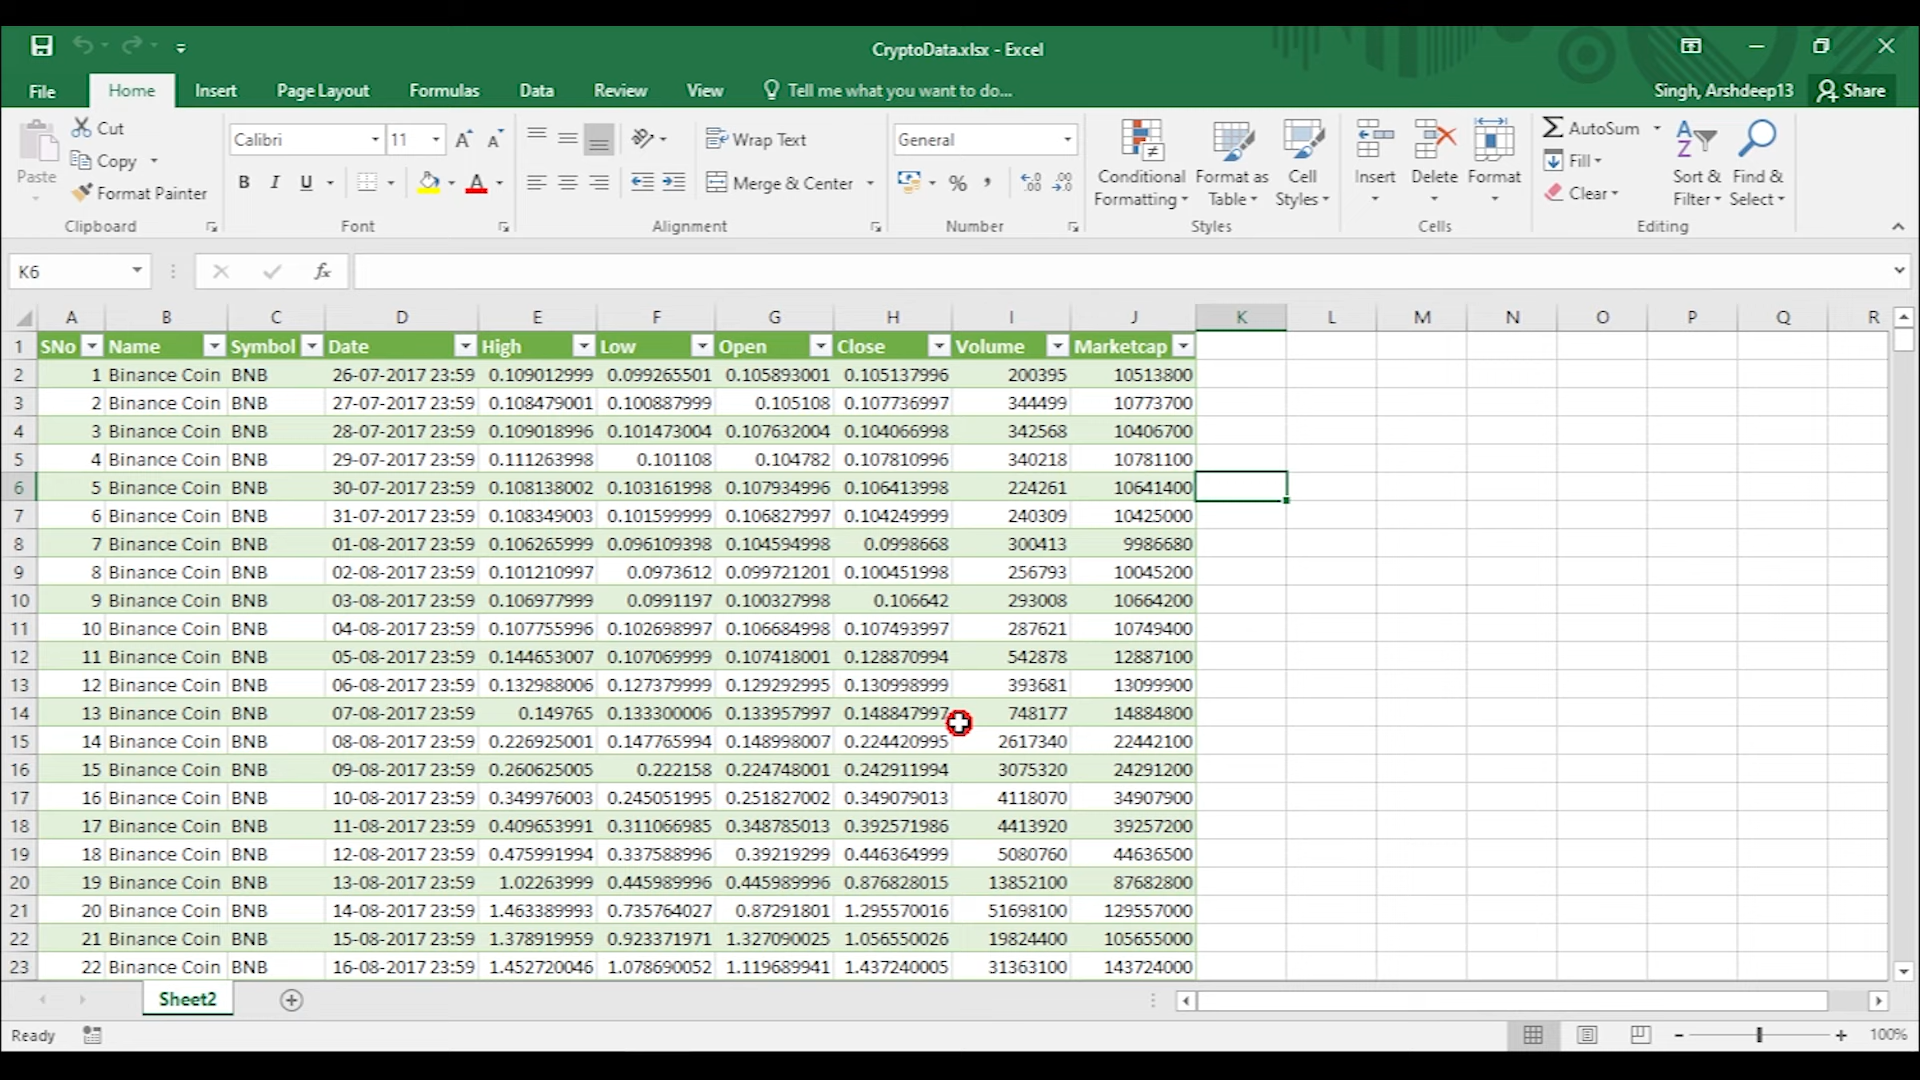 CryptoData.xlsx - Excel
File Home Insert Page Layout Formulas Data Review View Tell me what you want to do... Singh, Arshdeep13 Share
Paste Cut Copy Format Painter Clipboard
Calibri 11 B I U A Font
Wrap Text Merge & Center Alignment
General % , Number
Conditional Formatting Format as Table Cell Styles Styles
Insert Delete Format Cells
AutoSum Fill Clear Sort & Filter Find & Select Editing
K6 fx
A B C D E F G H I J K L M N O P Q R
1 SNo Name Symbol Date High Low Open Close Volume Marketcap
2 1 Binance Coin BNB 26-07-2017 23:59 0.109012999 0.099265501 0.105893001 0.105137996 200395 10513800
3 2 Binance Coin BNB 27-07-2017 23:59 0.108479001 0.100887999 0.105108 0.107736997 344499 10773700
4 3 Binance Coin BNB 28-07-2017 23:59 0.109018996 0.101473004 0.107632004 0.104066998 342568 10406700
5 4 Binance Coin BNB 29-07-2017 23:59 0.111263998 0.101108 0.104782 0.107810996 340218 10781100
6 5 Binance Coin BNB 30-07-2017 23:59 0.108138002 0.103161998 0.107934996 0.106413998 224261 10641400
7 6 Binance Coin BNB 31-07-2017 23:59 0.108349003 0.101599999 0.106827997 0.104249999 240309 10425000
8 7 Binance Coin BNB 01-08-2017 23:59 0.106265999 0.096109398 0.104594998 0.0998668 300413 9986680
9 8 Binance Coin BNB 02-08-2017 23:59 0.101210997 0.0973612 0.099721201 0.100451998 256793 10045200
10 9 Binance Coin BNB 03-08-2017 23:59 0.106977999 0.0991197 0.100327998 0.106642 293008 10664200
11 10 Binance Coin BNB 04-08-2017 23:59 0.107755996 0.102698997 0.106684998 0.107493997 287621 10749400
12 11 Binance Coin BNB 05-08-2017 23:59 0.144653007 0.107069999 0.107418001 0.128870994 542878 12887100
13 12 Binance Coin BNB 06-08-2017 23:59 0.132988006 0.127379999 0.129292995 0.130998999 393681 13099900
14 13 Binance Coin BNB 07-08-2017 23:59 0.149765 0.133300006 0.133957997 0.148847997 748177 14884800
15 14 Binance Coin BNB 08-08-2017 23:59 0.226925001 0.147765994 0.148998007 0.224420995 2617340 22442100
16 15 Binance Coin BNB 09-08-2017 23:59 0.260625005 0.222158 0.224748001 0.242911994 3075320 24291200
17 16 Binance Coin BNB 10-08-2017 23:59 0.349976003 0.245051995 0.251827002 0.349079013 4118070 34907900
18 17 Binance Coin BNB 11-08-2017 23:59 0.409653991 0.311066985 0.348785013 0.392571986 4413920 39257200
19 18 Binance Coin BNB 12-08-2017 23:59 0.475991994 0.337588996 0.39219299 0.446364999 5080760 44636500
20 19 Binance Coin BNB 13-08-2017 23:59 1.02263999 0.445989996 0.445989996 0.876828015 13852100 87682800
21 20 Binance Coin BNB 14-08-2017 23:59 1.463389993 0.735764027 0.87291801 1.295570016 51698100 129557000
22 21 Binance Coin BNB 15-08-2017 23:59 1.378919959 0.923371971 1.327090025 1.056550026 19824400 105655000
23 22 Binance Coin BNB 16-08-2017 23:59 1.452720046 1.078690052 1.119689941 1.437240005 31363100 143724000
Sheet2
Ready 100%